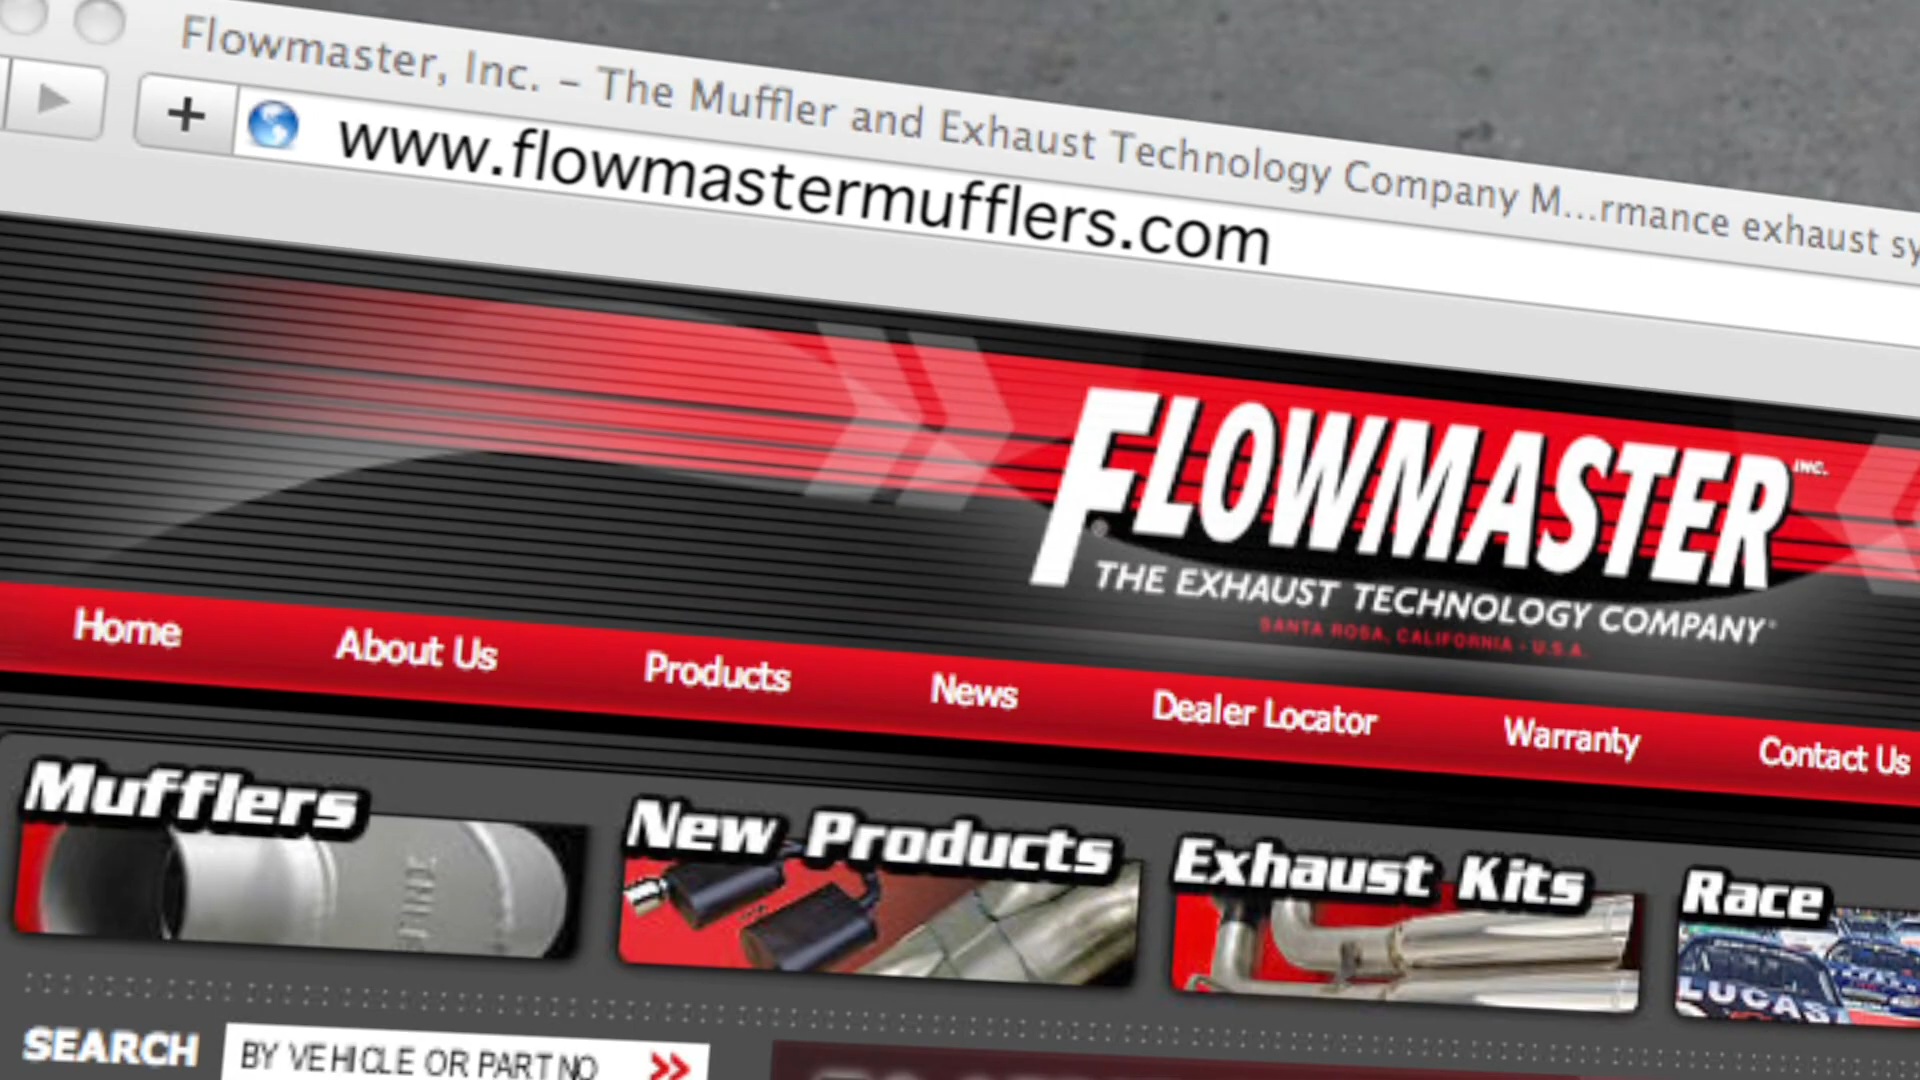 Flowmaster, Inc. – The Muffler and Exhaust Technology Company M...rmance exhaust sy
www.flowmastermufflers.com
FLOWMASTER INC.
®
THE EXHAUST TECHNOLOGY COMPANY®
SANTA ROSA, CALIFORNIA - U.S.A.
Home About Us Products News Dealer Locator Warranty Contact Us
Mufflers New Products Exhaust Kits Race
LUCAS
SEARCH BY VEHICLE OR PART NO